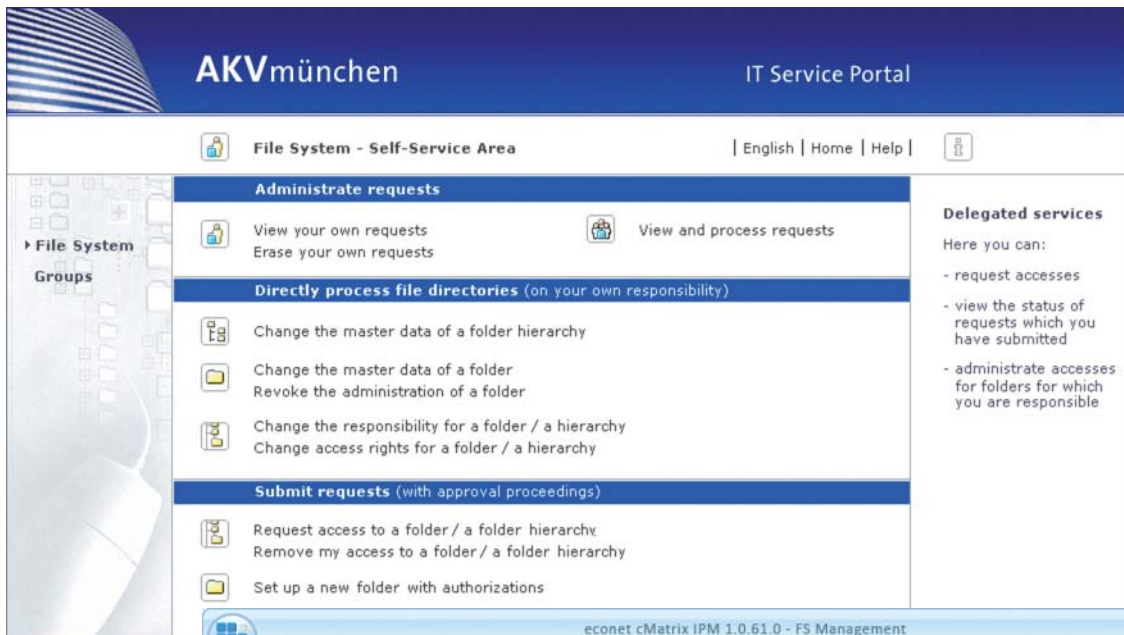 AKVmünchen
IT Service Portal
File System - Self-Service Area
| English | Home | Help |
File System
Groups
Administrate requests
View your own requests
Erase your own requests
View and process requests
Directly process file directories (on your own responsibility)
Change the master data of a folder hierarchy
Change the master data of a folder
Revoke the administration of a folder
Change the responsibility for a folder / a hierarchy
Change access rights for a folder / a hierarchy
Submit requests (with approval proceedings)
Request access to a folder / a folder hierarchy
Remove my access to a folder / a folder hierarchy
Set up a new folder with authorizations
Delegated services
Here you can:
- request accesses
- view the status of
requests which you
have submitted
- administrate accesses
for folders for which
you are responsible
econet cMatrix IPM 1.0.61.0 - FS Management